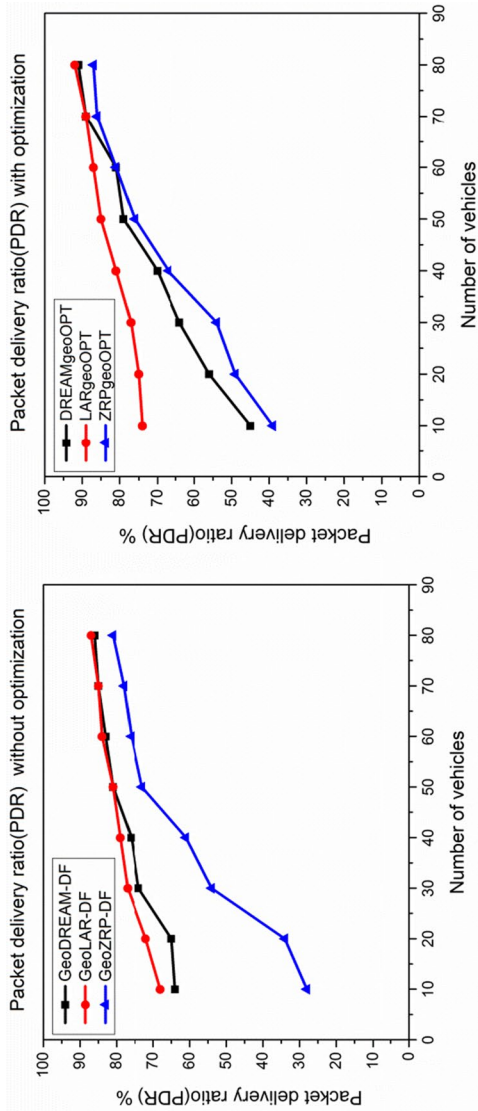 Packet delivery ratio(PDR)  without optimization
GeoDREAM-DF
GeoLAR-DF
GeoZRP-DF
Packet delivery ratio(PDR) %
100
90
80
70
60
50
40
30
20
10
0
0 10 20 30 40 50 60 70 80 90
Number of vehicles
Packet delivery ratio(PDR) with optimization
DREAMgeoOPT
LARgeoOPT
ZRPgeoOPT
Packet delivery ratio(PDR) %
100
90
80
70
60
50
40
30
20
10
0
0 10 20 30 40 50 60 70 80 90
Number of vehicles